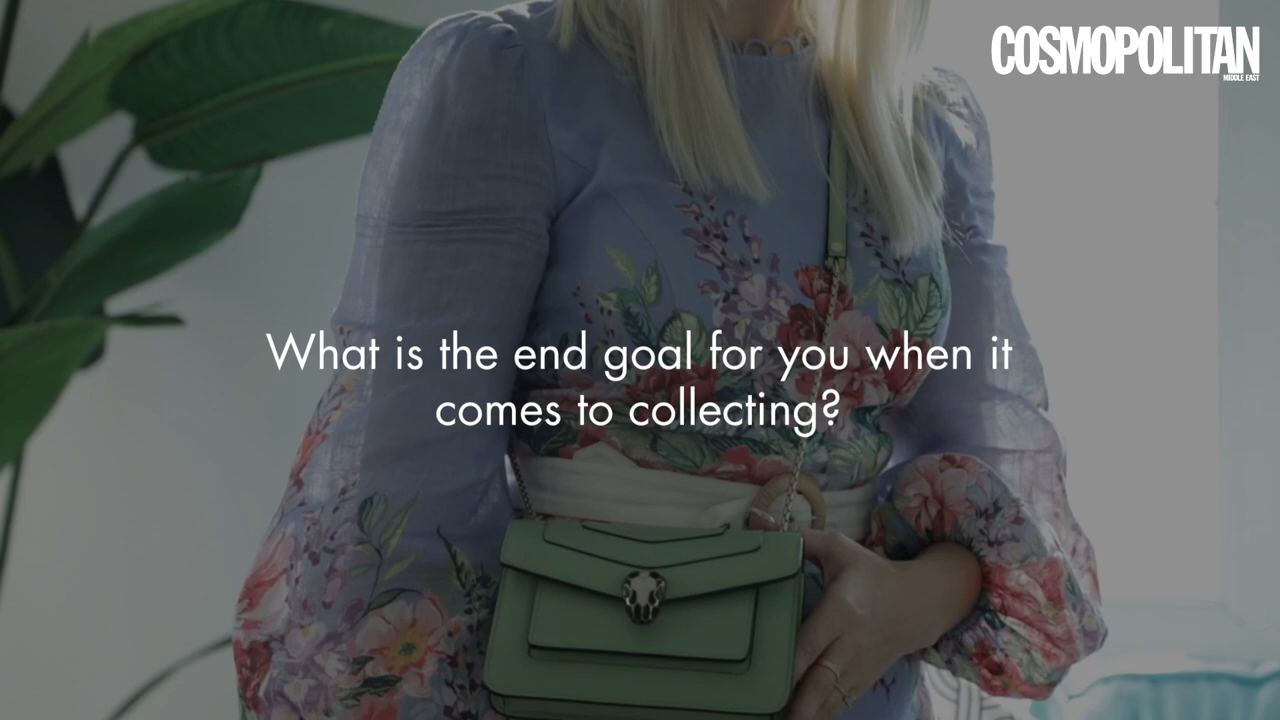 COSMOPOLITAN
MIDDLE EAST
What is the end goal for you when it
comes to collecting?